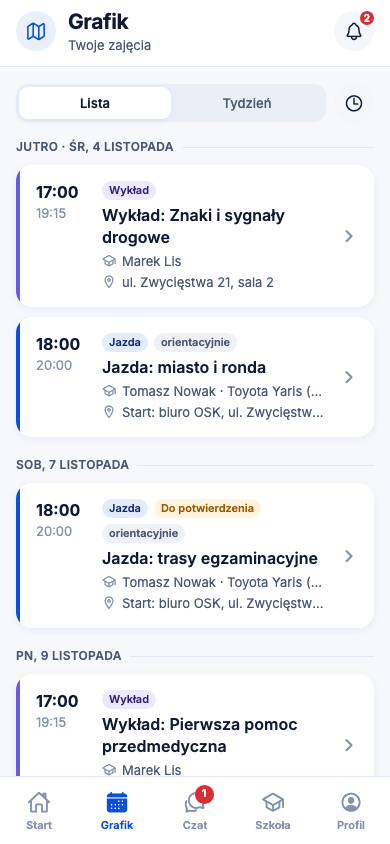 Grafik
Twoje zajęcia
2
Lista
Tydzień
JUTRO · ŚR, 4 LISTOPADA
17:00
19:15
Wykład
Wykład: Znaki i sygnały
drogowe
Marek Lis
ul. Zwycięstwa 21, sala 2
18:00
20:00
Jazda
orientacyjnie
Jazda: miasto i ronda
Tomasz Nowak · Toyota Yaris (...
Start: biuro OSK, ul. Zwycięstw...
SOB, 7 LISTOPADA
18:00
20:00
Jazda
Do potwierdzenia
orientacyjnie
Jazda: trasy egzaminacyjne
Tomasz Nowak · Toyota Yaris (...
Start: biuro OSK, ul. Zwycięstw...
PN, 9 LISTOPADA
17:00
19:15
Wykład
Wykład: Pierwsza pomoc
przedmedyczna
Marek Lis
1
Start
Grafik
Czat
Szkoła
Profil